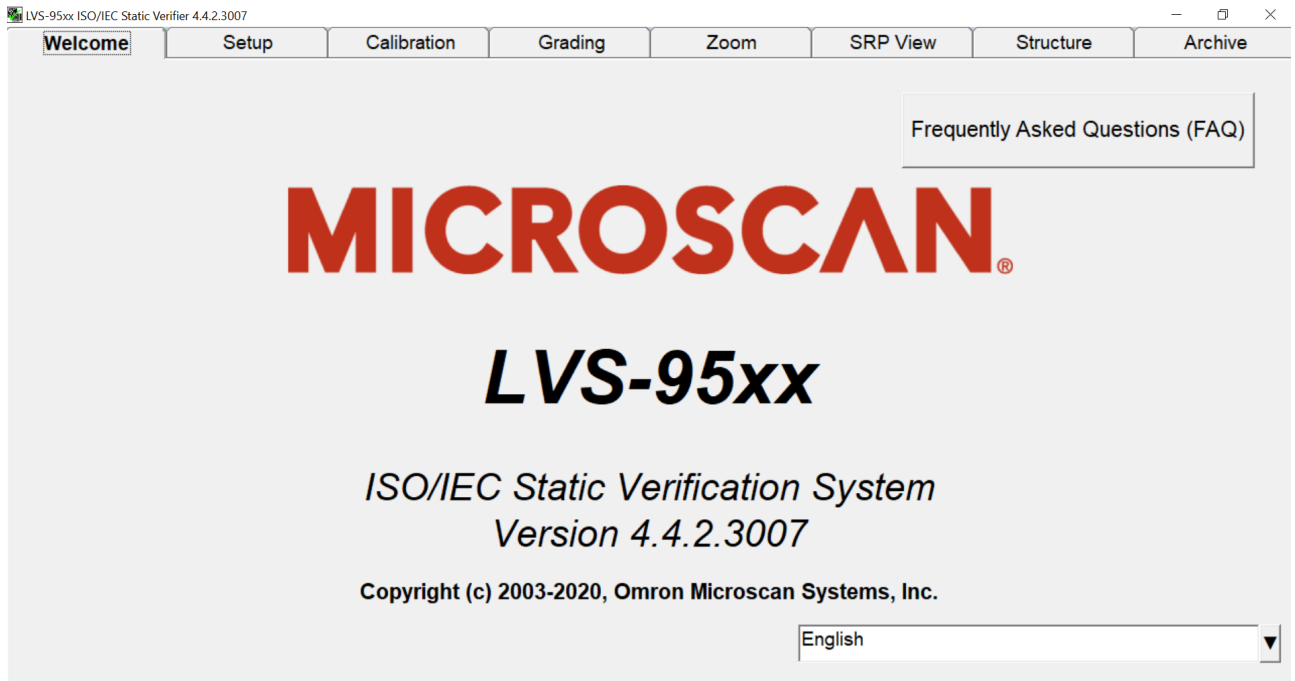 LVS-95xx ISO/IEC Static Verifier 4.4.2.3007
Welcome Setup Calibration Grading Zoom SRP View Structure Archive
Frequently Asked Questions (FAQ)
MICROSCAN®
LVS-95xx
ISO/IEC Static Verification System
Version 4.4.2.3007
Copyright (c) 2003-2020, Omron Microscan Systems, Inc.
English